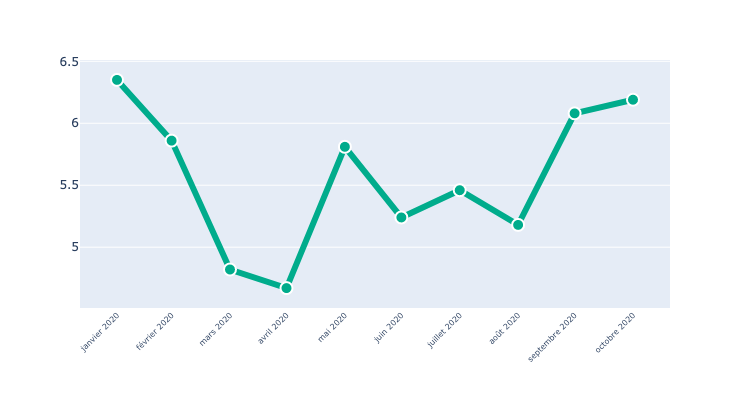 6.5
6
5.5
5
janvier 2020
février 2020
mars 2020
avril 2020
mai 2020
juin 2020
juillet 2020
août 2020
septembre 2020
octobre 2020